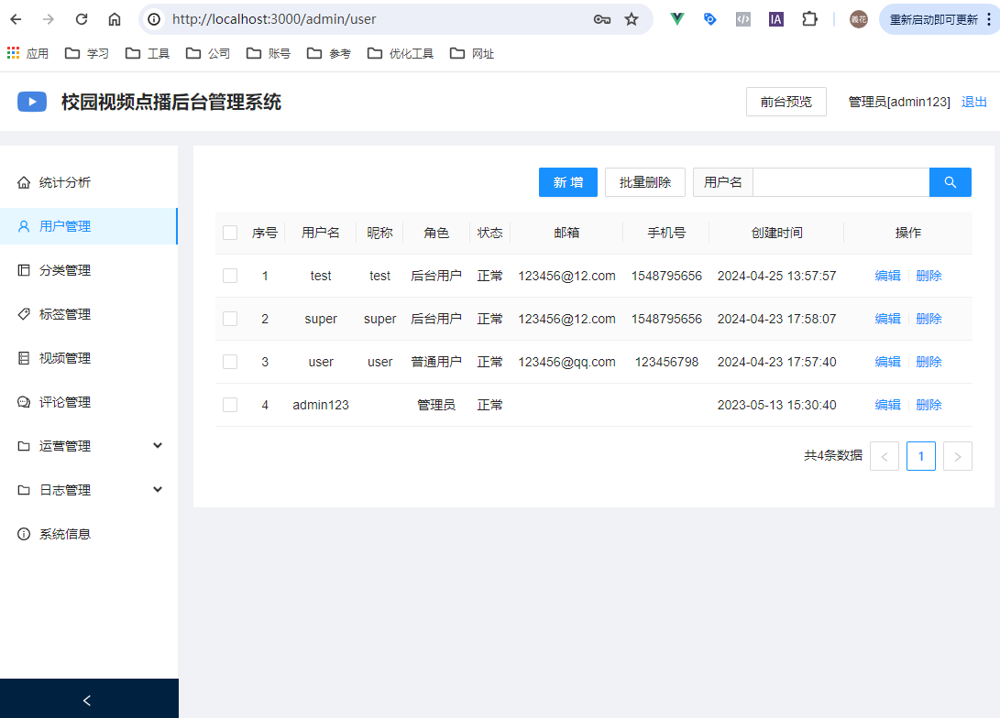 http://localhost:3000/admin/user
IA
義花
重新启动即可更新
应用 学习 工具 公司 账号 参考 优化工具 网址
校园视频点播后台管理系统
前台预览 管理员[admin123] 退出
统计分析
用户管理
分类管理
标签管理
视频管理
评论管理
运营管理
日志管理
系统信息
新 增 批量删除 用户名
序号 用户名 昵称 角色 状态 邮箱 手机号 创建时间 操作
1 test test 后台用户 正常 123456@12.com 1548795656 2024-04-25 13:57:57 编辑 删除
2 super super 后台用户 正常 123456@12.com 1548795656 2024-04-23 17:58:07 编辑 删除
3 user user 普通用户 正常 123456@qq.com 123456798 2024-04-23 17:57:40 编辑 删除
4 admin123 管理员 正常 2023-05-13 15:30:40 编辑 删除
共4条数据 < 1 >